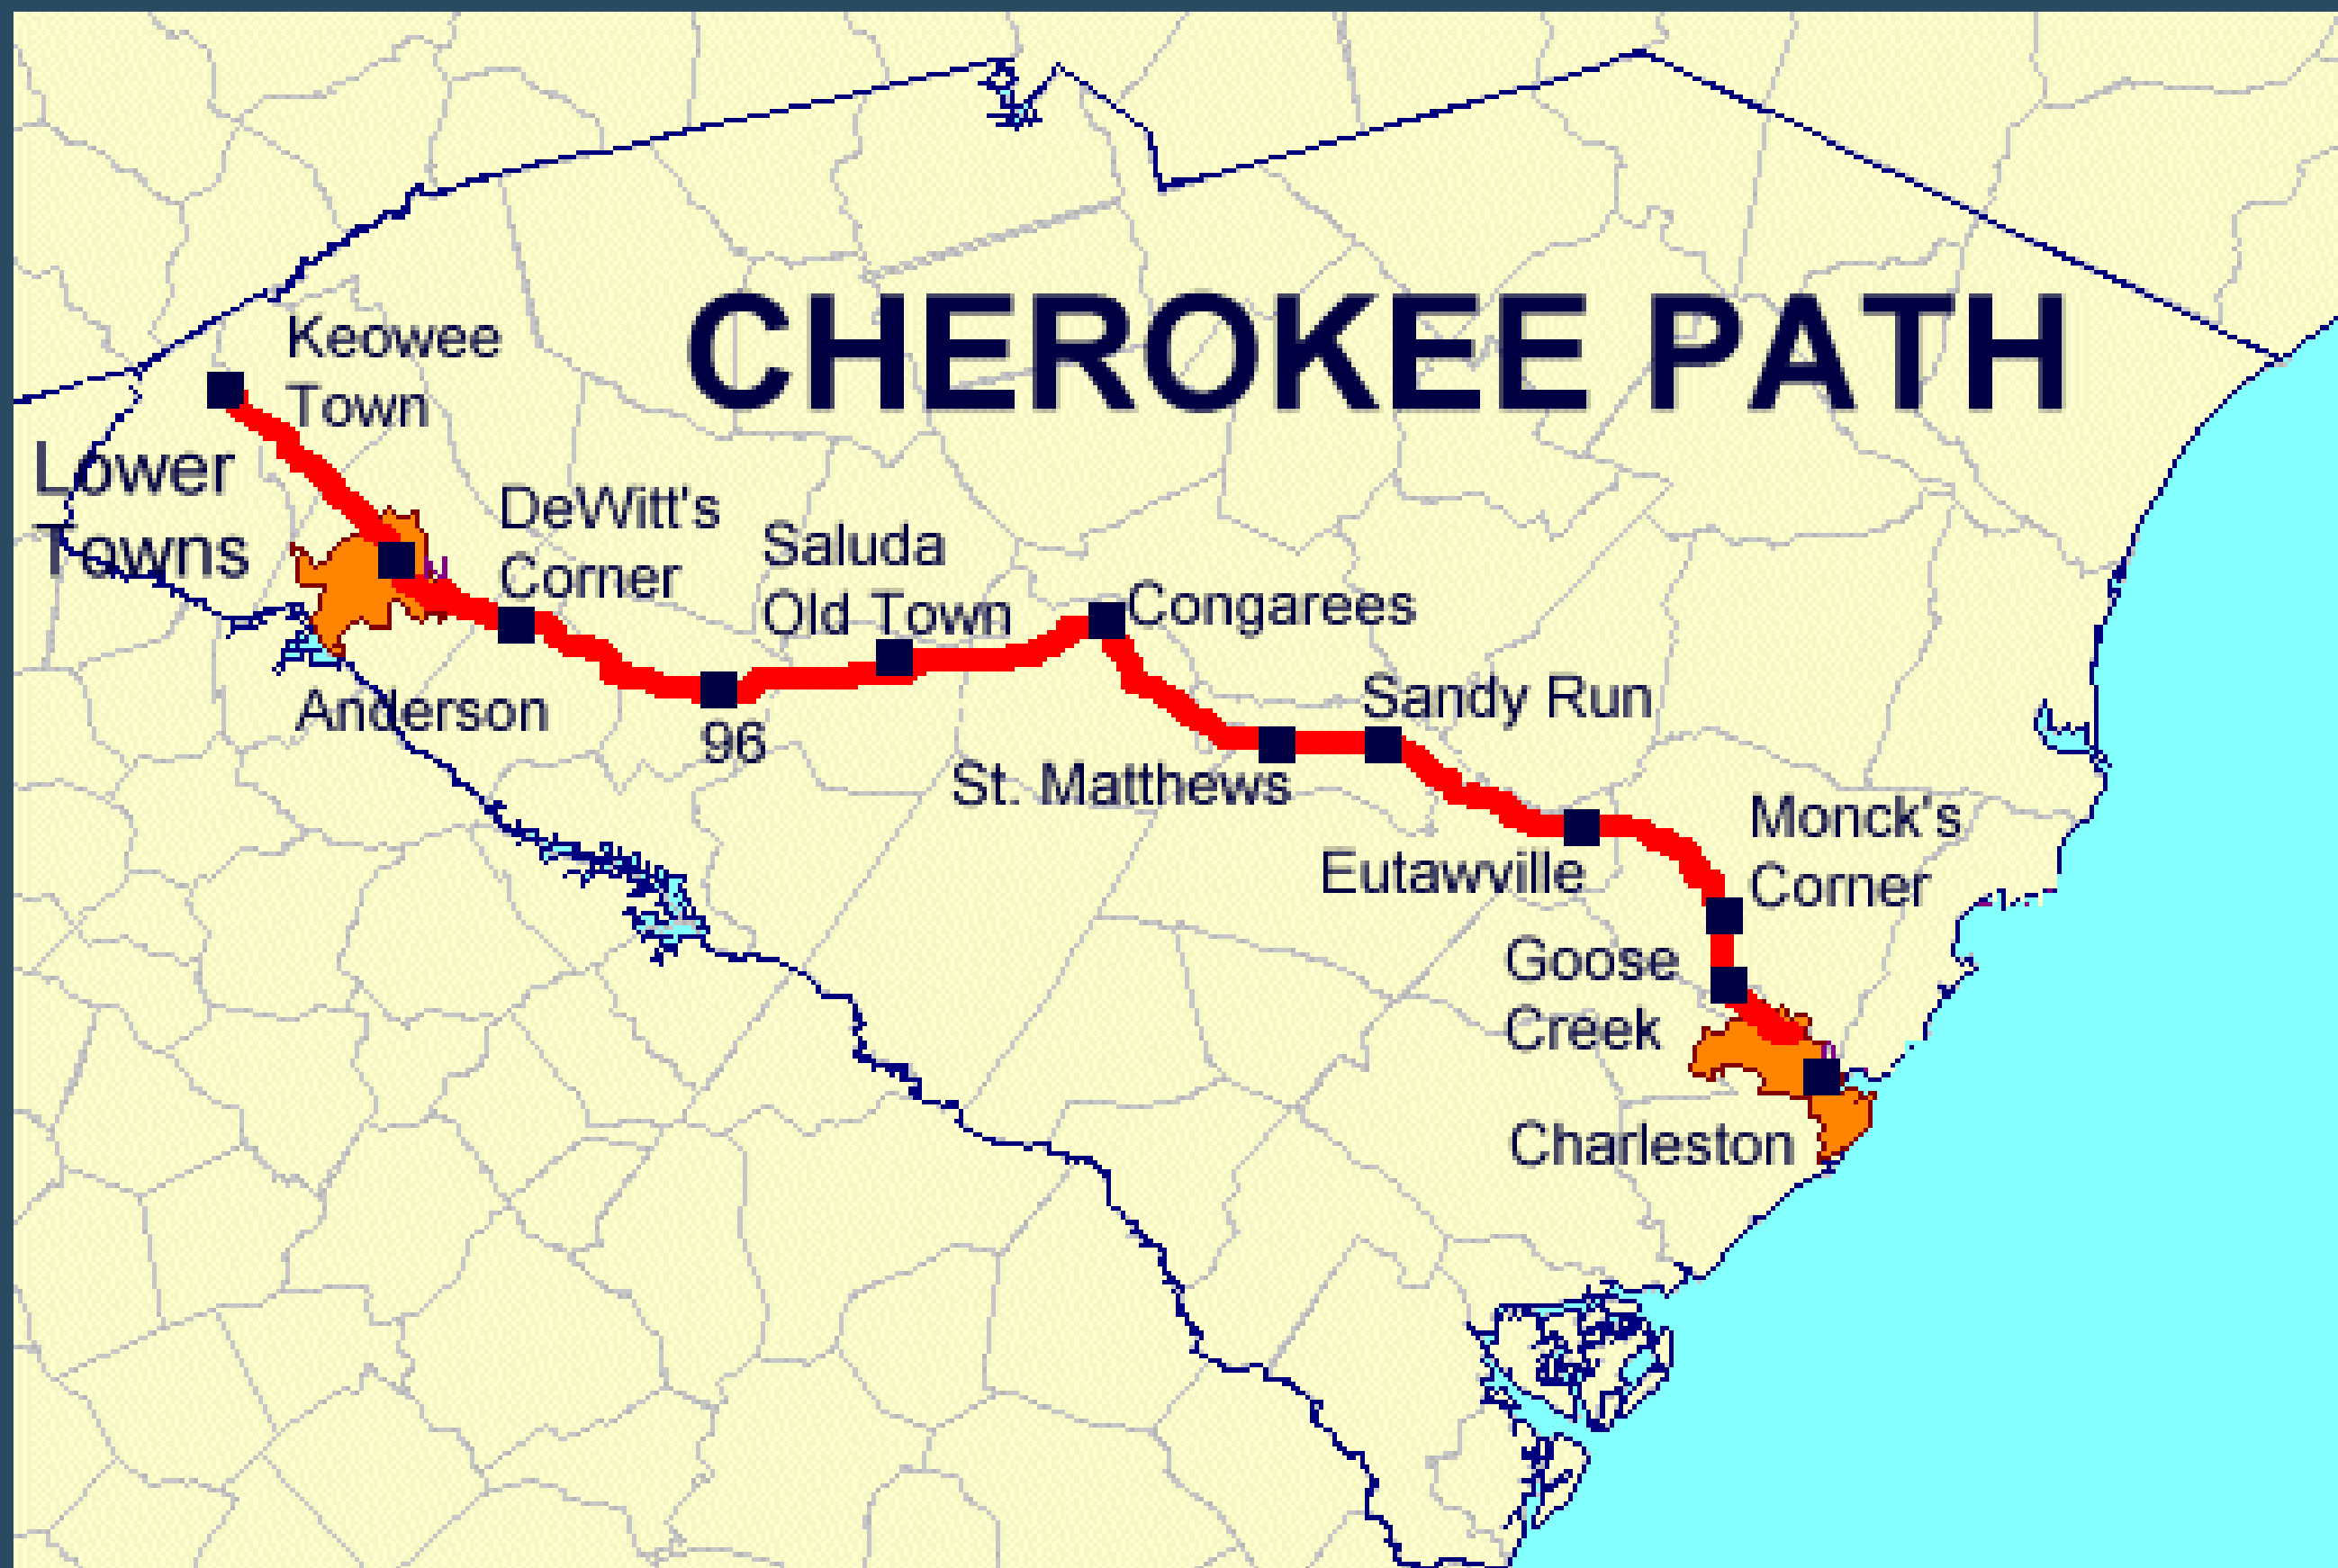 CHEROKEE PATH
Keowee
Town
Lower
Towns
DeWitt's
Corner
Saluda
Old Town
Congarees
Anderson
96
Sandy Run
St. Matthews
Monck's
Corner
Eutawville
Goose
Creek
Charleston